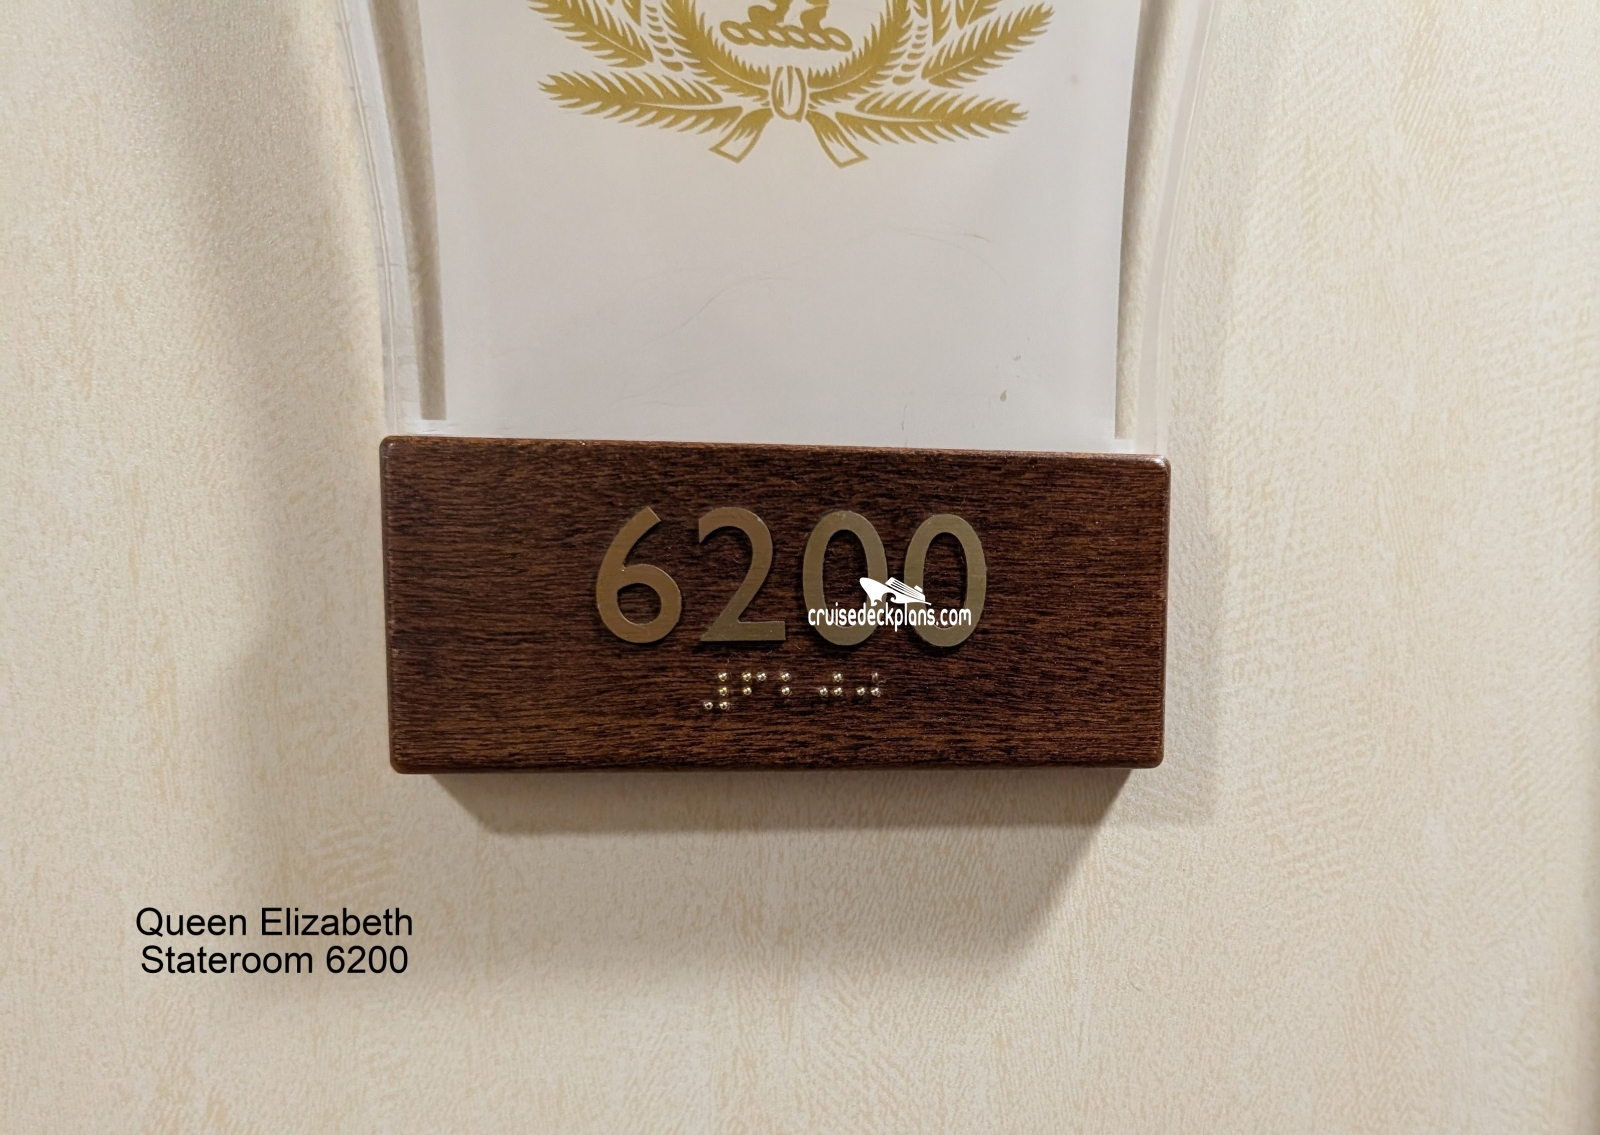 6200
cruisedeckplans.com
⠼⠋⠃⠚⠚
Queen Elizabeth
Stateroom 6200